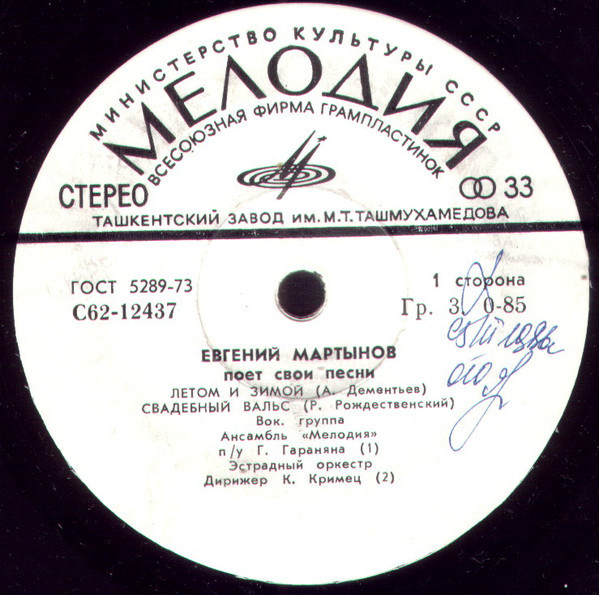 МИНИСТЕРСТВО КУЛЬТУРЫ СССР
МЕЛОДИЯ
ВСЕСОЮЗНАЯ ФИРМА ГРАМПЛАСТИНОК
СТЕРЕО
33
ТАШКЕНТСКИЙ ЗАВОД ИМ. М.Т. ТАШМУХАМЕДОВА
ГОСТ 5289-73
1 сторона
С62-12437
Гр. 3 0-85
ЕВГЕНИЙ МАРТЫНОВ
поет свои песни
ЛЕТОМ И ЗИМОЙ (А. Дементьев)
СВАДЕБНЫЙ ВАЛЬС (Р. Рождественский)
Вок. группа
Ансамбль «Мелодия»
п/у Г. Гараняна (1)
Эстрадный оркестр
Дирижер К. Кримец (2)